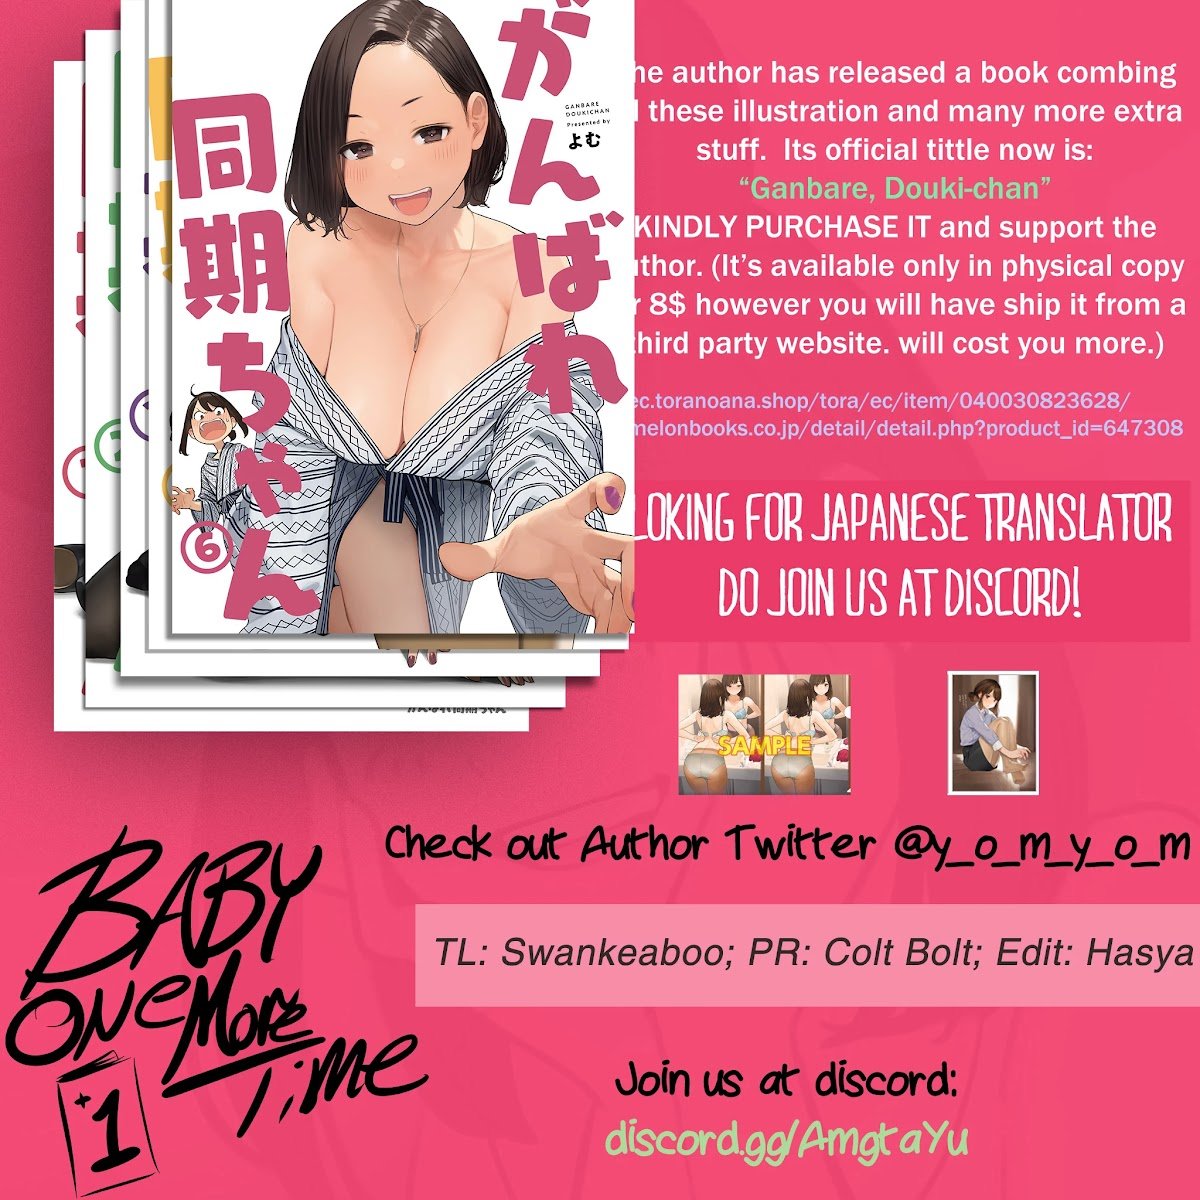 がんばれ
同期ちゃん
GANBARE
DOUKICHAN
Presented by
よむ
6
he author has released a book combing
these illustration and many more extra
stuff. Its official tittle now is:
“Ganbare, Douki-chan”
KINDLY PURCHASE IT and support the
thor. (It’s available only in physical copy
r 8$ however you will have ship it from a
third party website. will cost you more.)
ec.toranoana.shop/tora/ec/item/040030823628/
melonbooks.co.jp/detail/detail.php?product_id=647308
LOOKING FOR JAPANESE TRANSLATOR
DO JOIN US AT DISCORD!
SAMPLE
Check out Author Twitter @y_o_m_y_o_m
TL: Swankeaboo; PR: Colt Bolt; Edit: Hasya
BABY
ONE MORE
TIME
+1
Join us at discord:
discord.gg/AmgtaYu